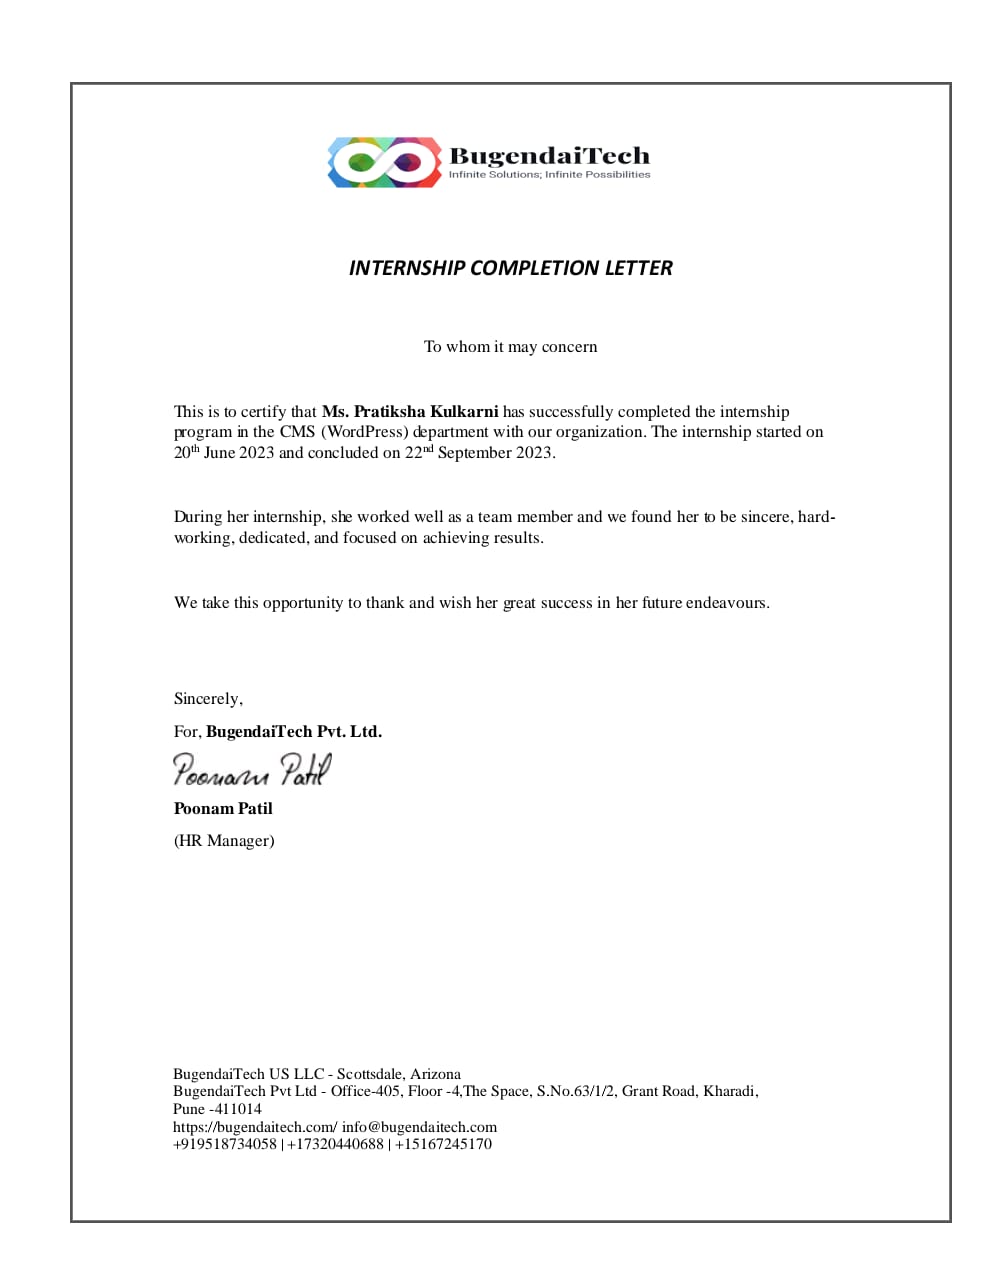 BugendaiTech
Infinite Solutions; Infinite Possibilities
INTERNSHIP COMPLETION LETTER
To whom it may concern
This is to certify that Ms. Pratiksha Kulkarni has successfully completed the internship
program in the CMS (WordPress) department with our organization. The internship started on
20th June 2023 and concluded on 22nd September 2023.
During her internship, she worked well as a team member and we found her to be sincere, hard-
working, dedicated, and focused on achieving results.
We take this opportunity to thank and wish her great success in her future endeavours.
Sincerely,
For, BugendaiTech Pvt. Ltd.
Poonam Patil
Poonam Patil
(HR Manager)
BugendaiTech US LLC - Scottsdale, Arizona
BugendaiTech Pvt Ltd - Office-405, Floor -4,The Space, S.No.63/1/2, Grant Road, Kharadi,
Pune -411014
https://bugendaitech.com/ info@bugendaitech.com
+919518734058 | +17320440688 | +15167245170